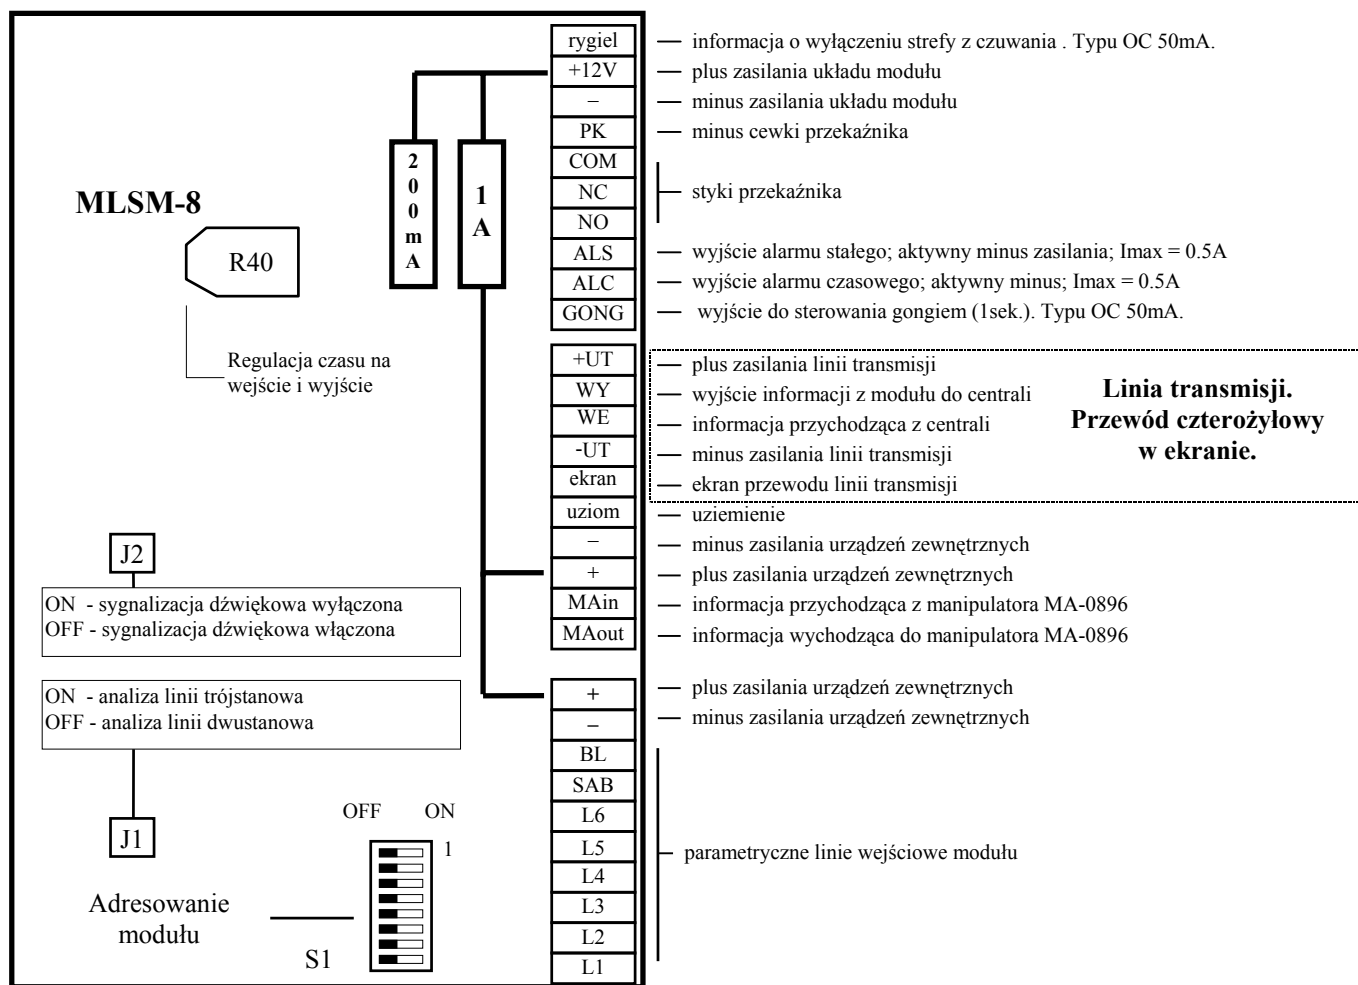 rygiel — informacja o wyłączeniu strefy z czuwania . Typu OC 50mA.
+12V — plus zasilania układu modułu
– — minus zasilania układu modułu
PK — minus cewki przekaźnika
COM
NC — styki przekaźnika
NO
ALS — wyjście alarmu stałego; aktywny minus zasilania; Imax = 0.5A
ALC — wyjście alarmu czasowego; aktywny minus; Imax = 0.5A
GONG — wyjście do sterowania gongiem (1sek.). Typu OC 50mA.
+UT — plus zasilania linii transmisji
WY — wyjście informacji z modułu do centrali
WE — informacja przychodząca z centrali
-UT — minus zasilania linii transmisji
ekran — ekran przewodu linii transmisji
Linia transmisji.
Przewód czterożyłowy
w ekranie.
uziom — uziemienie
– — minus zasilania urządzeń zewnętrznych
+ — plus zasilania urządzeń zewnętrznych
MAin — informacja przychodząca z manipulatora MA-0896
MAout — informacja wychodząca do manipulatora MA-0896
+ — plus zasilania urządzeń zewnętrznych
– — minus zasilania urządzeń zewnętrznych
BL
SAB
L6
L5 — parametryczne linie wejściowe modułu
L4
L3
L2
L1
200mA
1A
MLSM-8
R40
Regulacja czasu na
wejście i wyjście
J2
ON - sygnalizacja dźwiękowa wyłączona
OFF - sygnalizacja dźwiękowa włączona
ON - analiza linii trójstanowa
OFF - analiza linii dwustanowa
J1
OFF ON
1
Adresowanie
modułu
S1